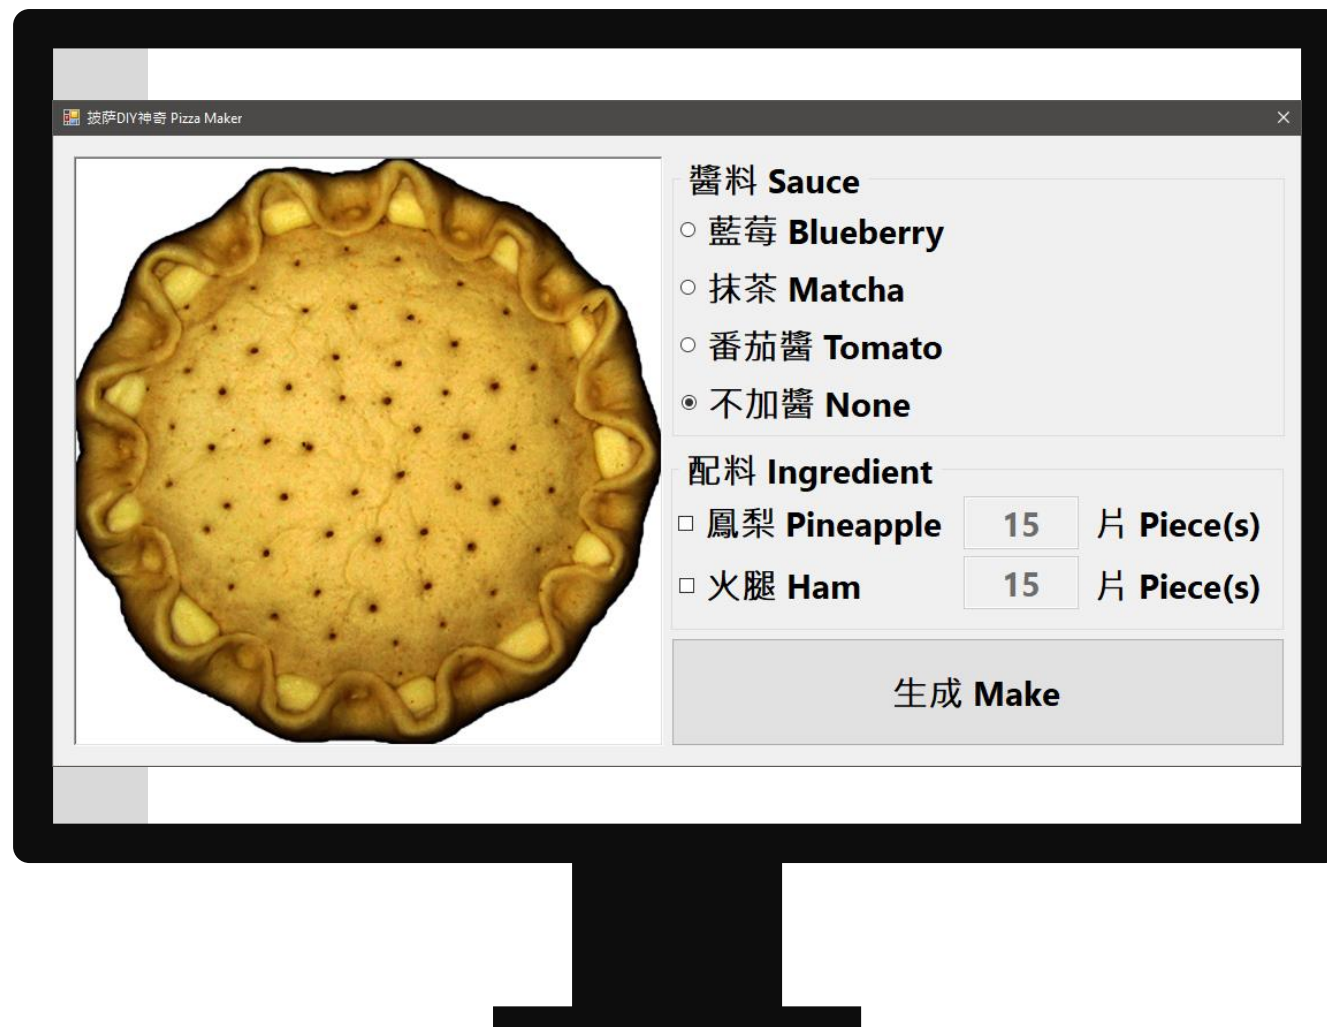 披萨DIY神奇 Pizza Maker
醬料 Sauce
藍莓 Blueberry
抹茶 Matcha
番茄醬 Tomato
不加醬 None
配料 Ingredient
鳳梨 Pineapple 15 片 Piece(s)
火腿 Ham 15 片 Piece(s)
生成 Make